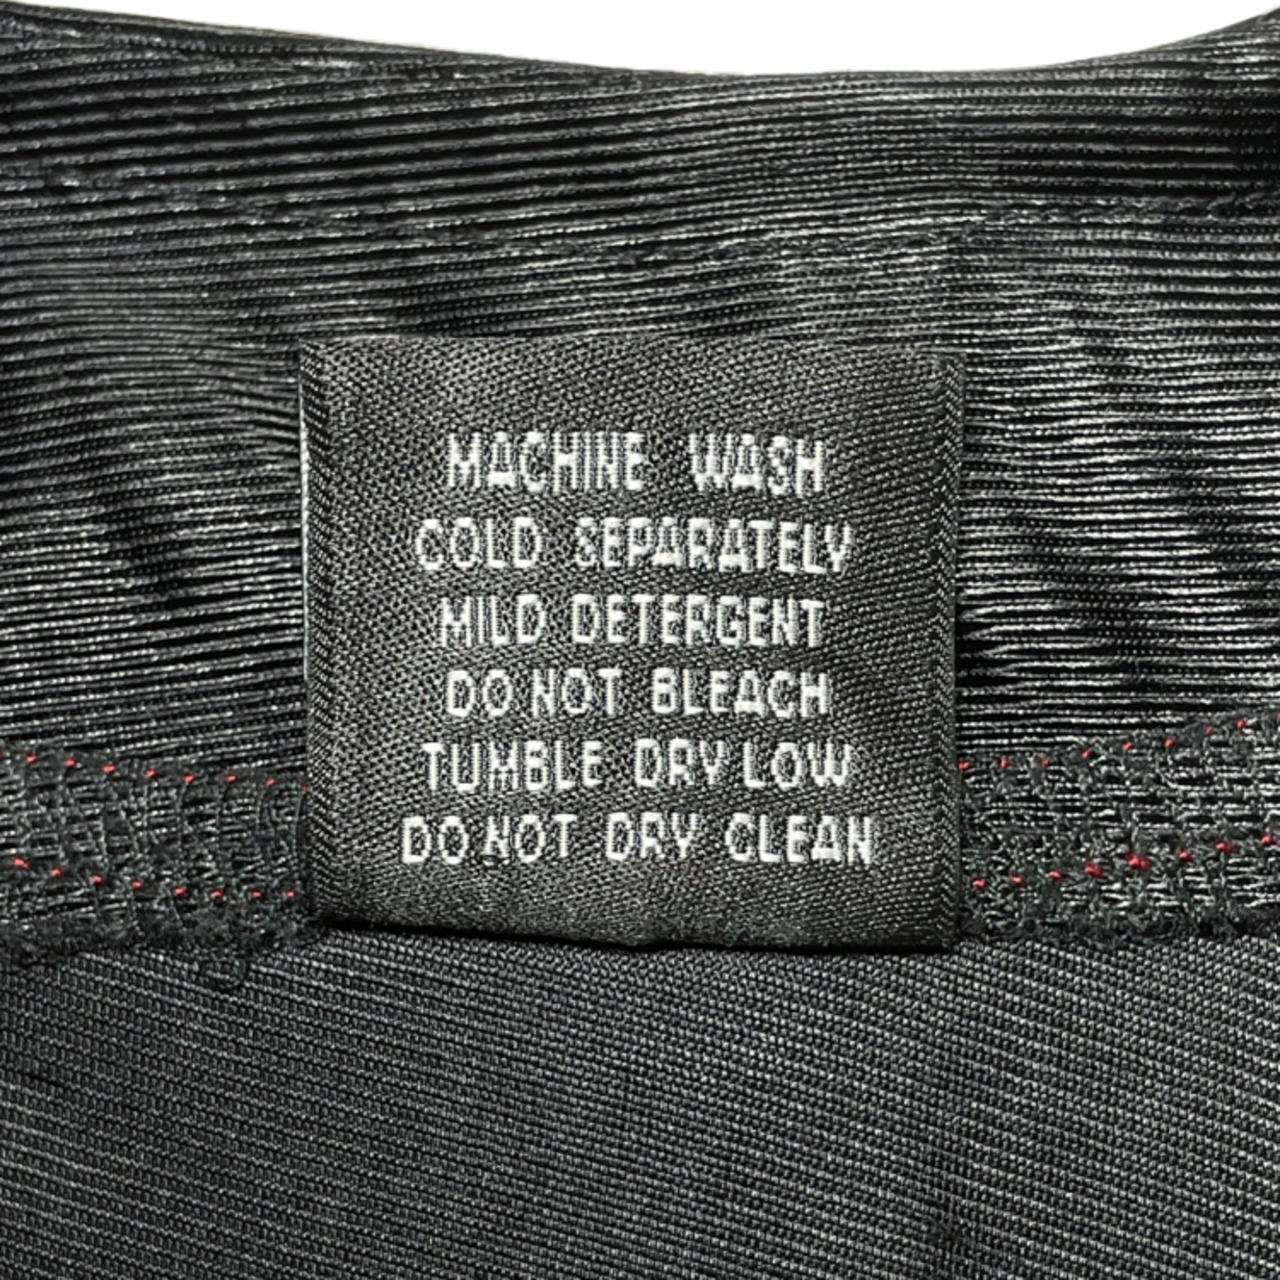 MACHINE WASH
COLD SEPARATELY
MILD DETERGENT
DO NOT BLEACH
TUMBLE DRY LOW
DO NOT DRY CLEAN